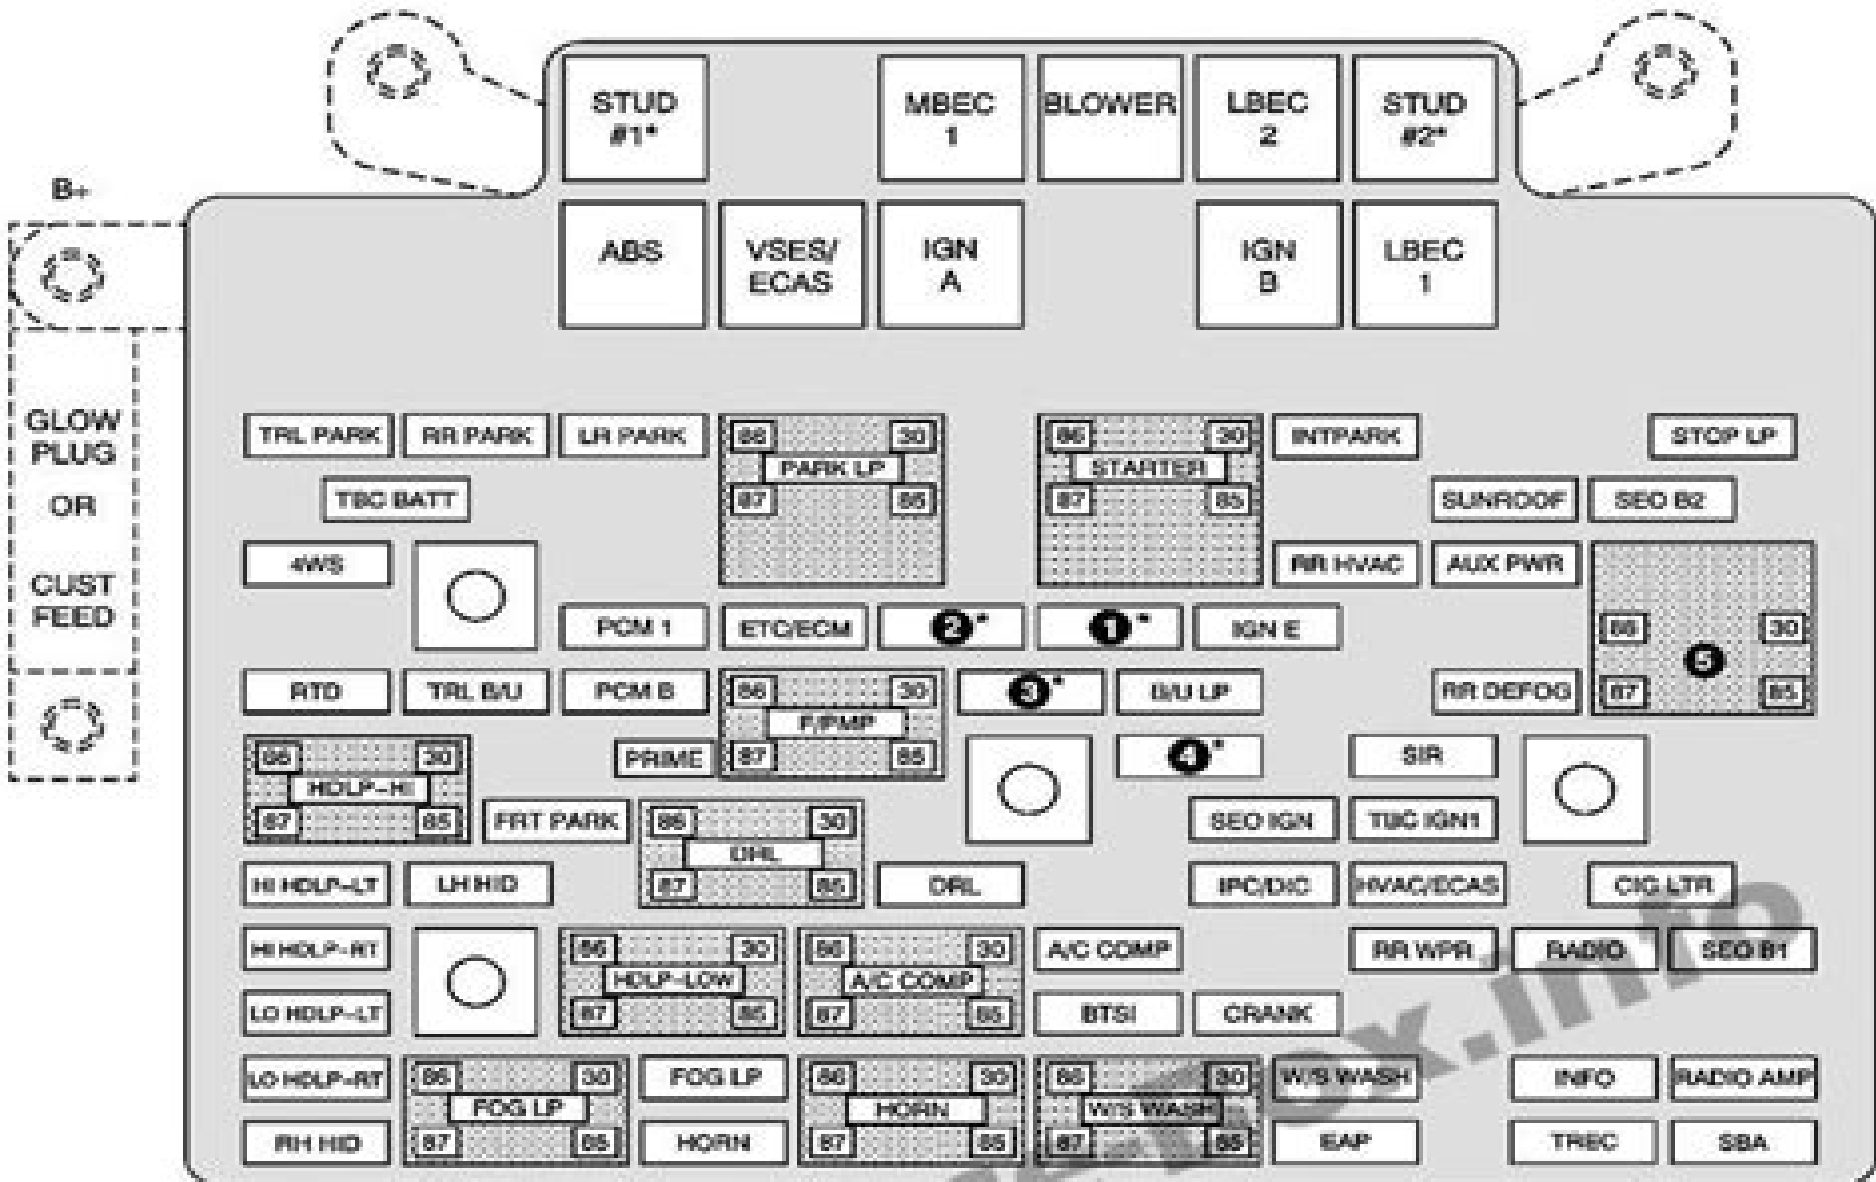 STUD
#1*
MBEC
1
BLOWER
LBEC
2
STUD
#2*
B+
ABS
VSES/
ECAS
IGN
A
IGN
B
LBEC
1
GLOW
PLUG
OR
CUST
FEED
TRL PARK
RR PARK
LR PARK
86
30
PARK LP
87
86
30
STARTER
87
85
INTPARK
STOP LP
TBC BATT
SUNROOF
SEO B2
4WS
RR HVAC
AUX PWR
PCM 1
ETC/ECM
2*
1*
IGN E
86
30
5
87
85
RTD
TRL B/U
PCM B
86
30
F/PMP
87
85
3*
B/U LP
RR DEFOG
86
30
HDLP-HI
87
85
PRIME
4*
SIR
FRT PARK
86
30
DRL
87
85
SEO IGN
TBC IGN1
HI HDLP-LT
LH HID
DRL
IPC/DIC
HVAC/ECAS
CIG LTR
HI HDLP-RT
86
30
HDLP-LOW
87
85
86
30
A/C COMP
87
85
A/C COMP
RR WPR
RADIO
SEO B1
LO HDLP-LT
BTSI
CRANK
LO HDLP-RT
86
30
FOG LP
87
85
FOG LP
86
30
HORN
87
85
86
30
W/S WASH
87
85
W/S WASH
INFO
RADIO AMP
RH HID
HORN
EAP
TREC
SBA
ox.info